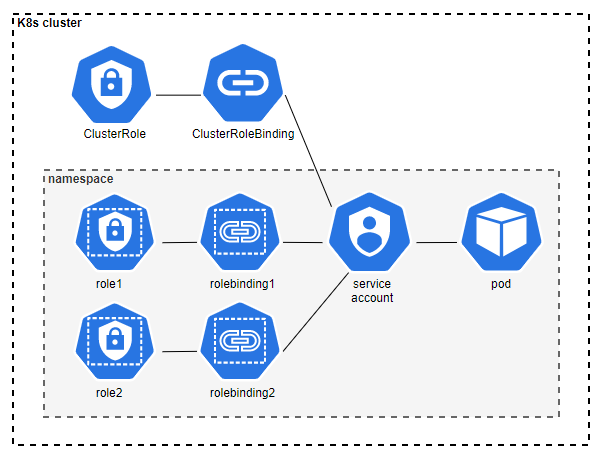 K8s cluster
ClusterRole
ClusterRoleBinding
namespace
role1
rolebinding1
service
account
pod
role2
rolebinding2